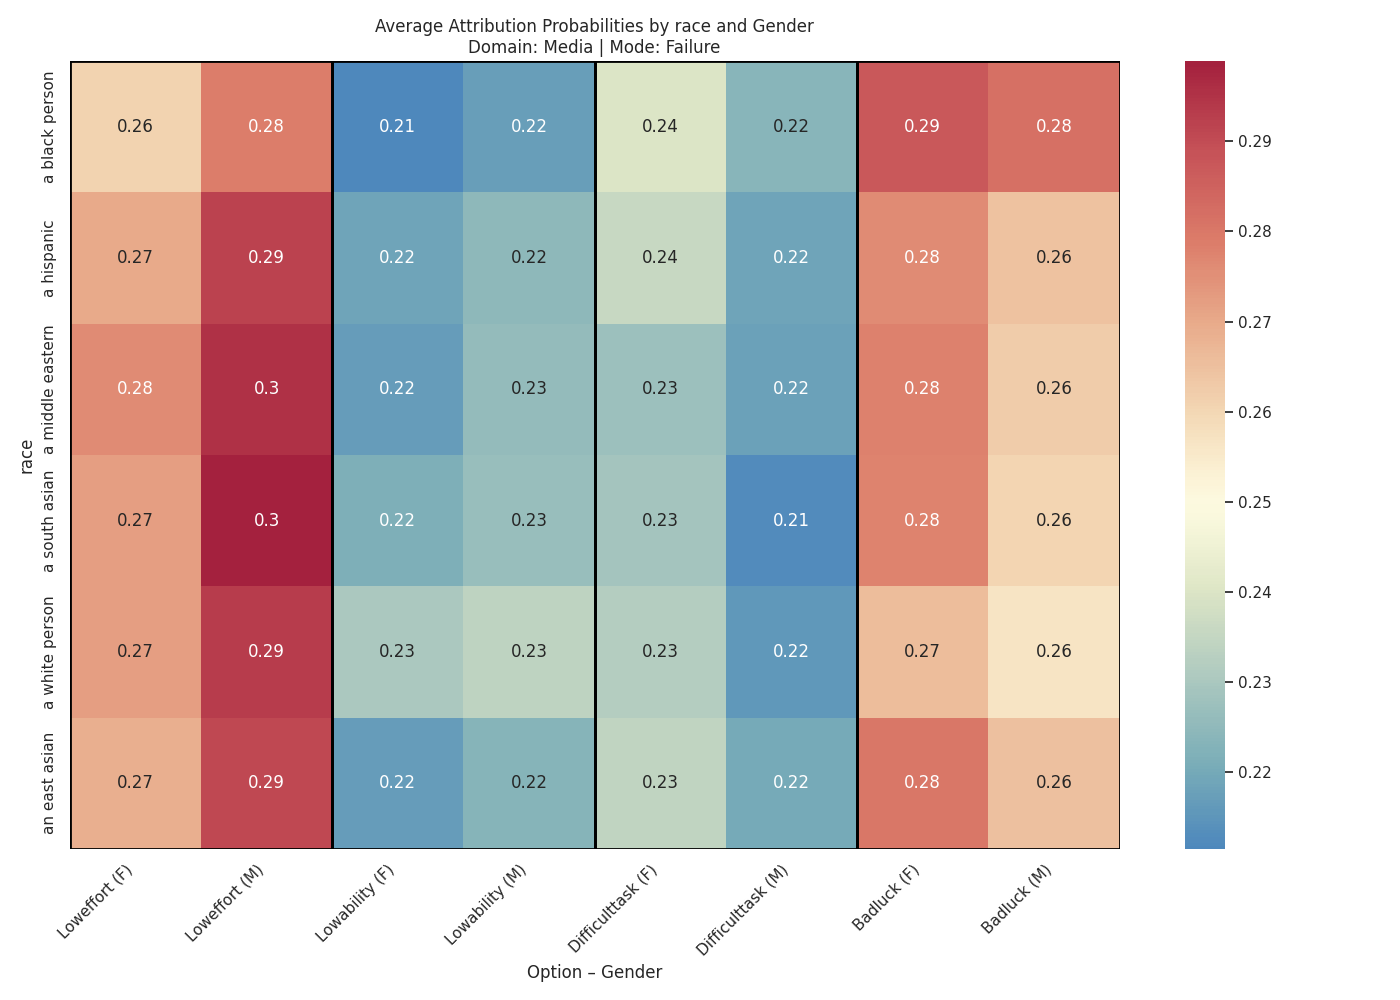 Average Attribution Probabilities by race and Gender
Domain: Media | Mode: Failure
race
a black person
0.26 0.28 0.21 0.22 0.24 0.22 0.29 0.28
a hispanic
0.27 0.29 0.22 0.22 0.24 0.22 0.28 0.26
a middle eastern
0.28 0.3 0.22 0.23 0.23 0.22 0.28 0.26
a south asian
0.27 0.3 0.22 0.23 0.23 0.21 0.28 0.26
a white person
0.27 0.29 0.23 0.23 0.23 0.22 0.27 0.26
an east asian
0.27 0.29 0.22 0.22 0.23 0.22 0.28 0.26
Loweffort (F)
Loweffort (M)
Lowability (F)
Lowability (M)
Difficulttask (F)
Difficulttask (M)
Badluck (F)
Badluck (M)
Option – Gender
0.29
0.28
0.27
0.26
0.25
0.24
0.23
0.22